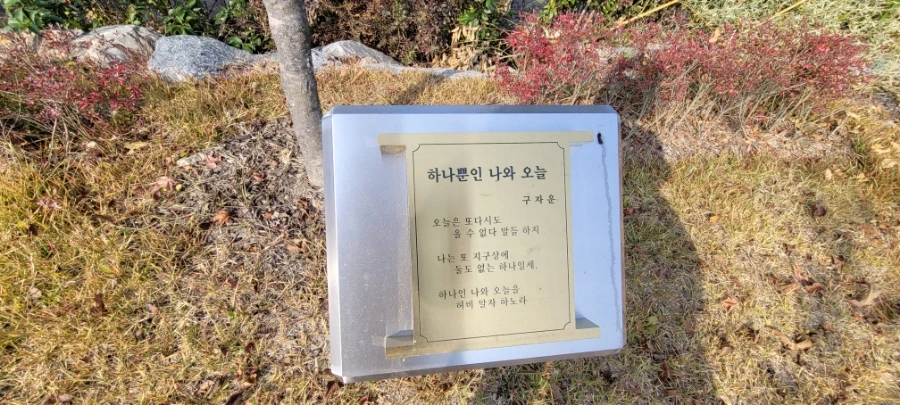 하나뿐인 나와 오늘
구 자 운
오늘은 또다시도
올 수 없다 말들 하지
나는 또 지구상에
둘도 없는 하나일세.
하나인 나와 오늘을
허비 말자 하노라